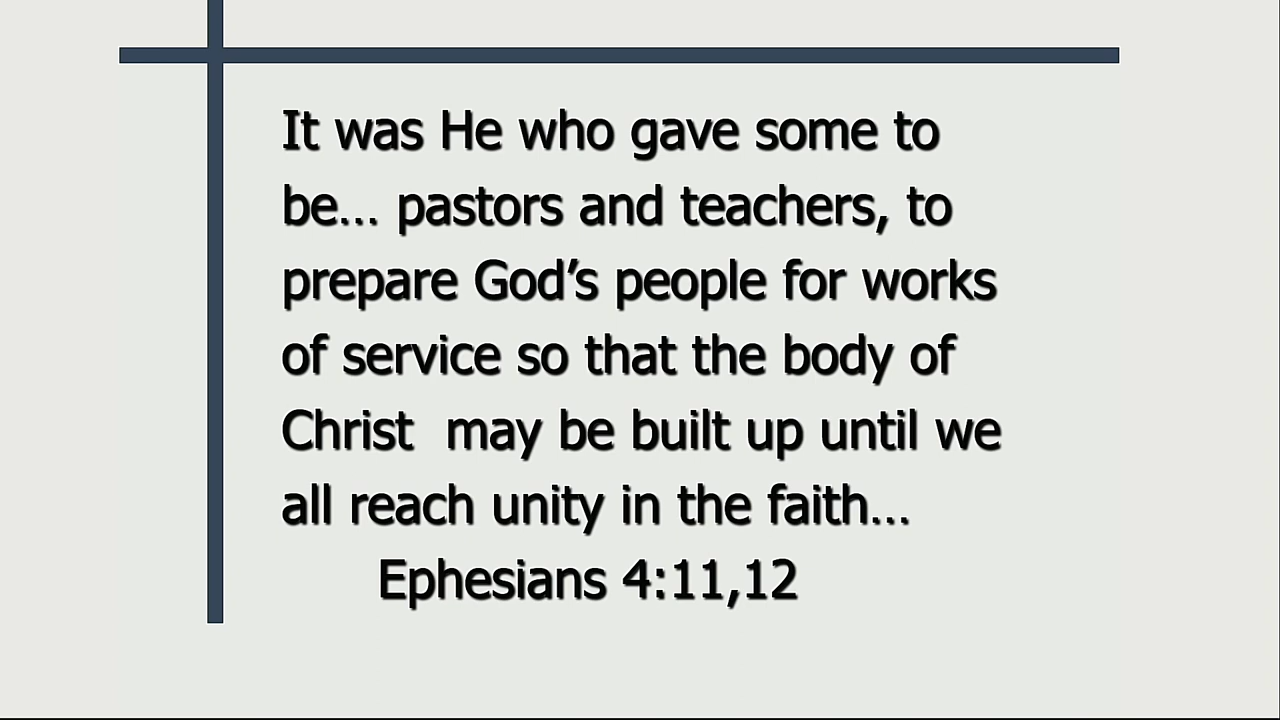 It was He who gave some to
be… pastors and teachers, to
prepare God’s people for works
of service so that the body of
Christ  may be built up until we
all reach unity in the faith…
Ephesians 4:11,12